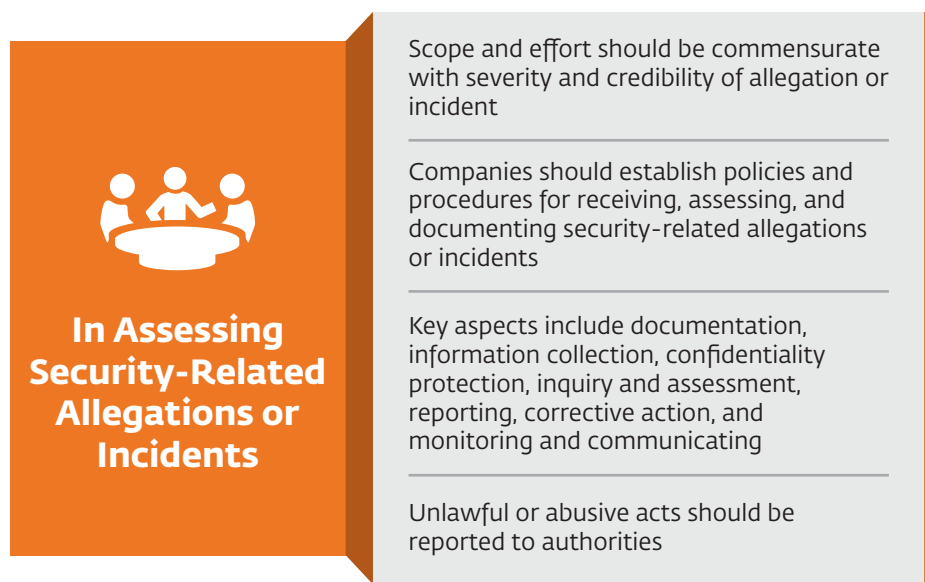 In Assessing
Security-Related
Allegations or
Incidents
Scope and effort should be commensurate
with severity and credibility of allegation or
incident
Companies should establish policies and
procedures for receiving, assessing, and
documenting security-related allegations
or incidents
Key aspects include documentation,
information collection, confidentiality
protection, inquiry and assessment,
reporting, corrective action, and
monitoring and communicating
Unlawful or abusive acts should be
reported to authorities